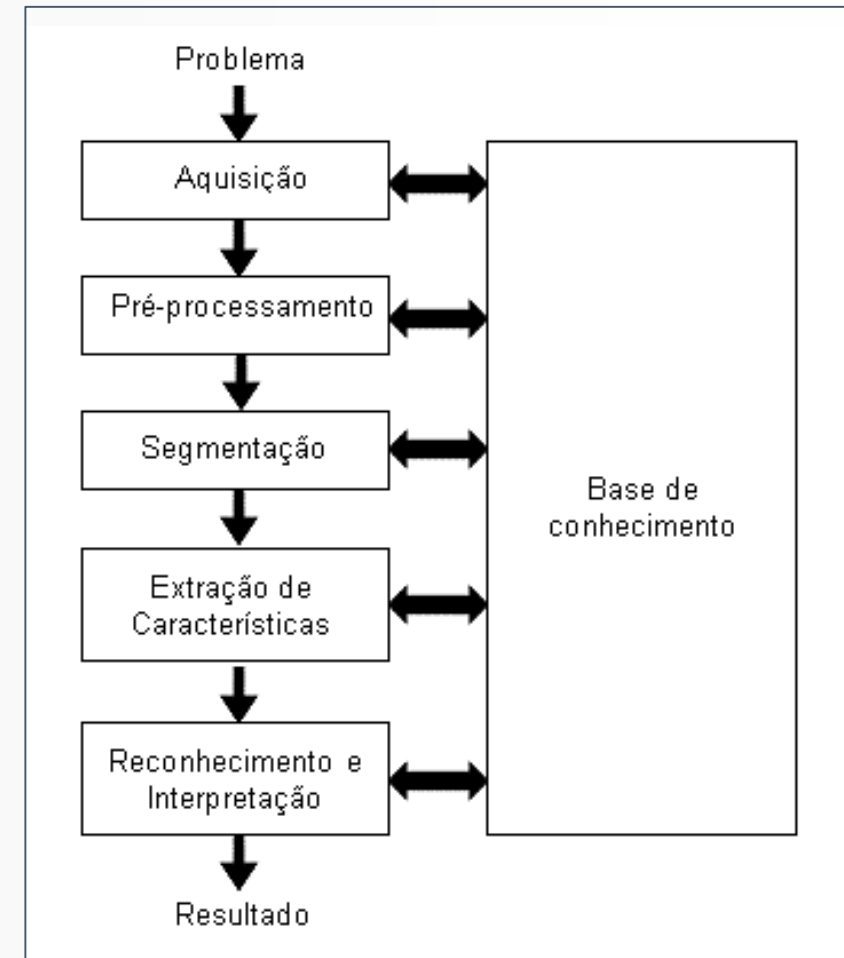 Problema
Aquisição
Pré-processamento
Segmentação
Extração de
Características
Reconhecimento e
Interpretação
Resultado
Base de
conhecimento